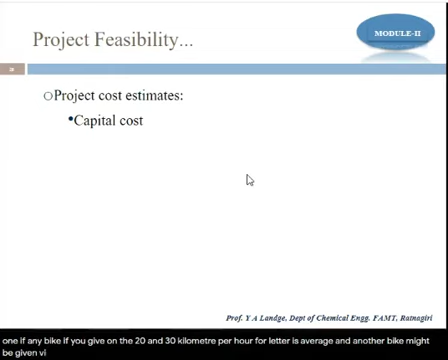 Project Feasibility...
MODULE-II
Project cost estimates:
Capital cost
Prof. Y A Landge, Dept of Chemical Engg. FAMT, Ratnagiri
one if any bike if you give on the 20 and 30 kilometre per hour for letter is average and another bike might
be given vi